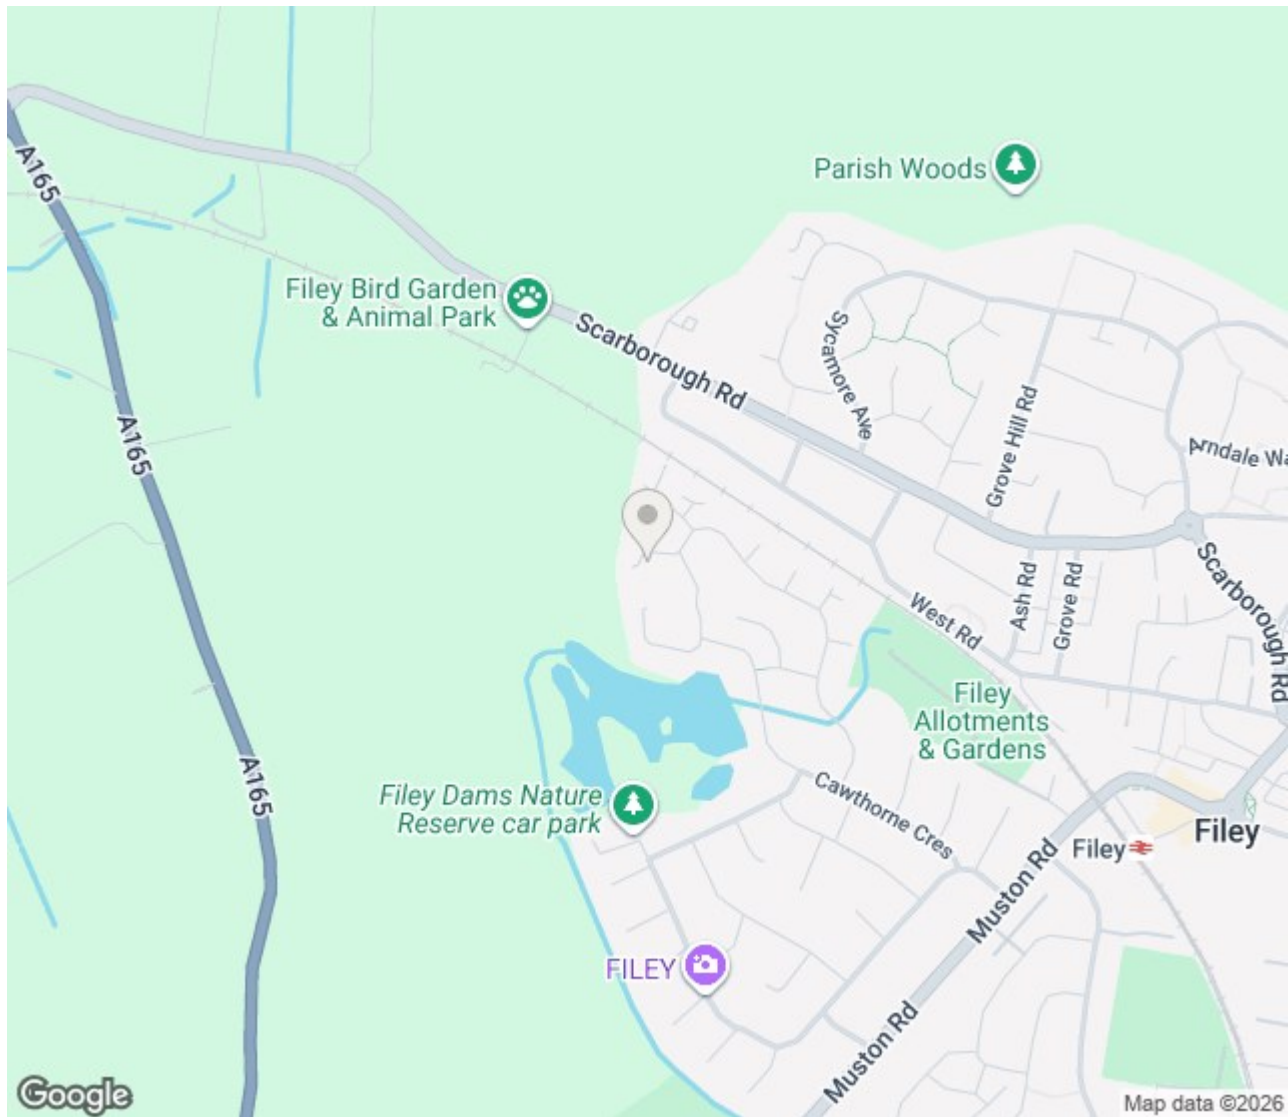 A165
Parish Woods
Filey Bird Garden
& Animal Park
Scarborough Rd
Sycamore Ave
Grove Hill Rd
Arndale Wa
A165
Scarborough Rd
Ash Rd
Grove Rd
West Rd
Filey
Allotments
& Gardens
A165
Filey Dams Nature
Reserve car park
Cawthorne Cres
Filey
Filey
Muston Rd
FILEY
Muston Rd
Google
Map data ©2026